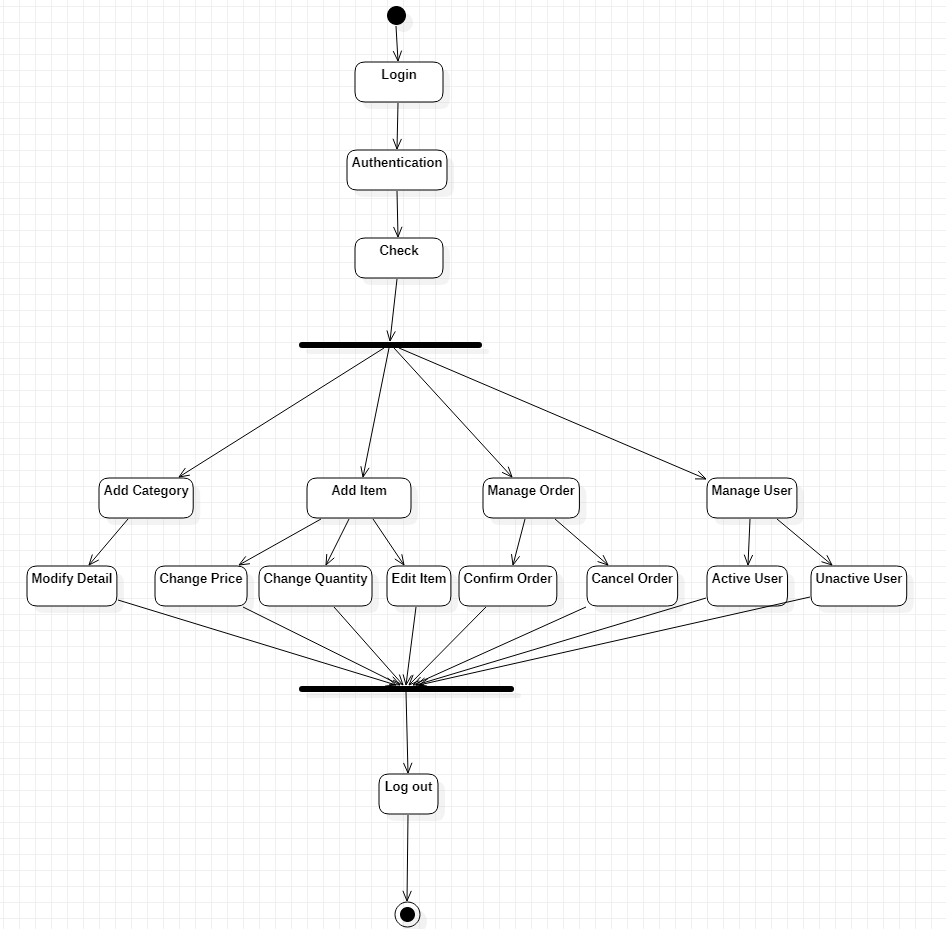 Login
Authentication
Check
Add Category
Add Item
Manage Order
Manage User
Modify Detail
Change Price
Change Quantity
Edit Item
Confirm Order
Cancel Order
Active User
Unactive User
Log out